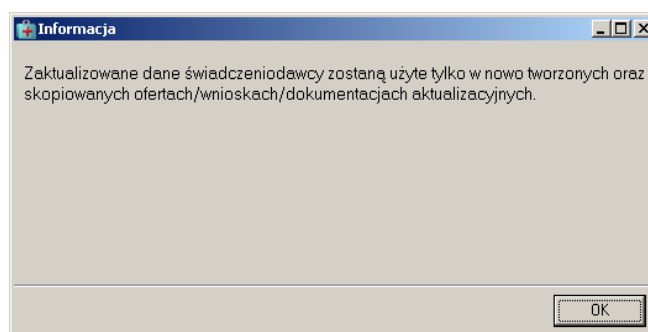 Informacja
Zaktualizowane dane świadczeniodawcy zostaną użyte tylko w nowo tworzonych oraz
skopiowanych ofertach/wnioskach/dokumentacjach aktualizacyjnych.
OK